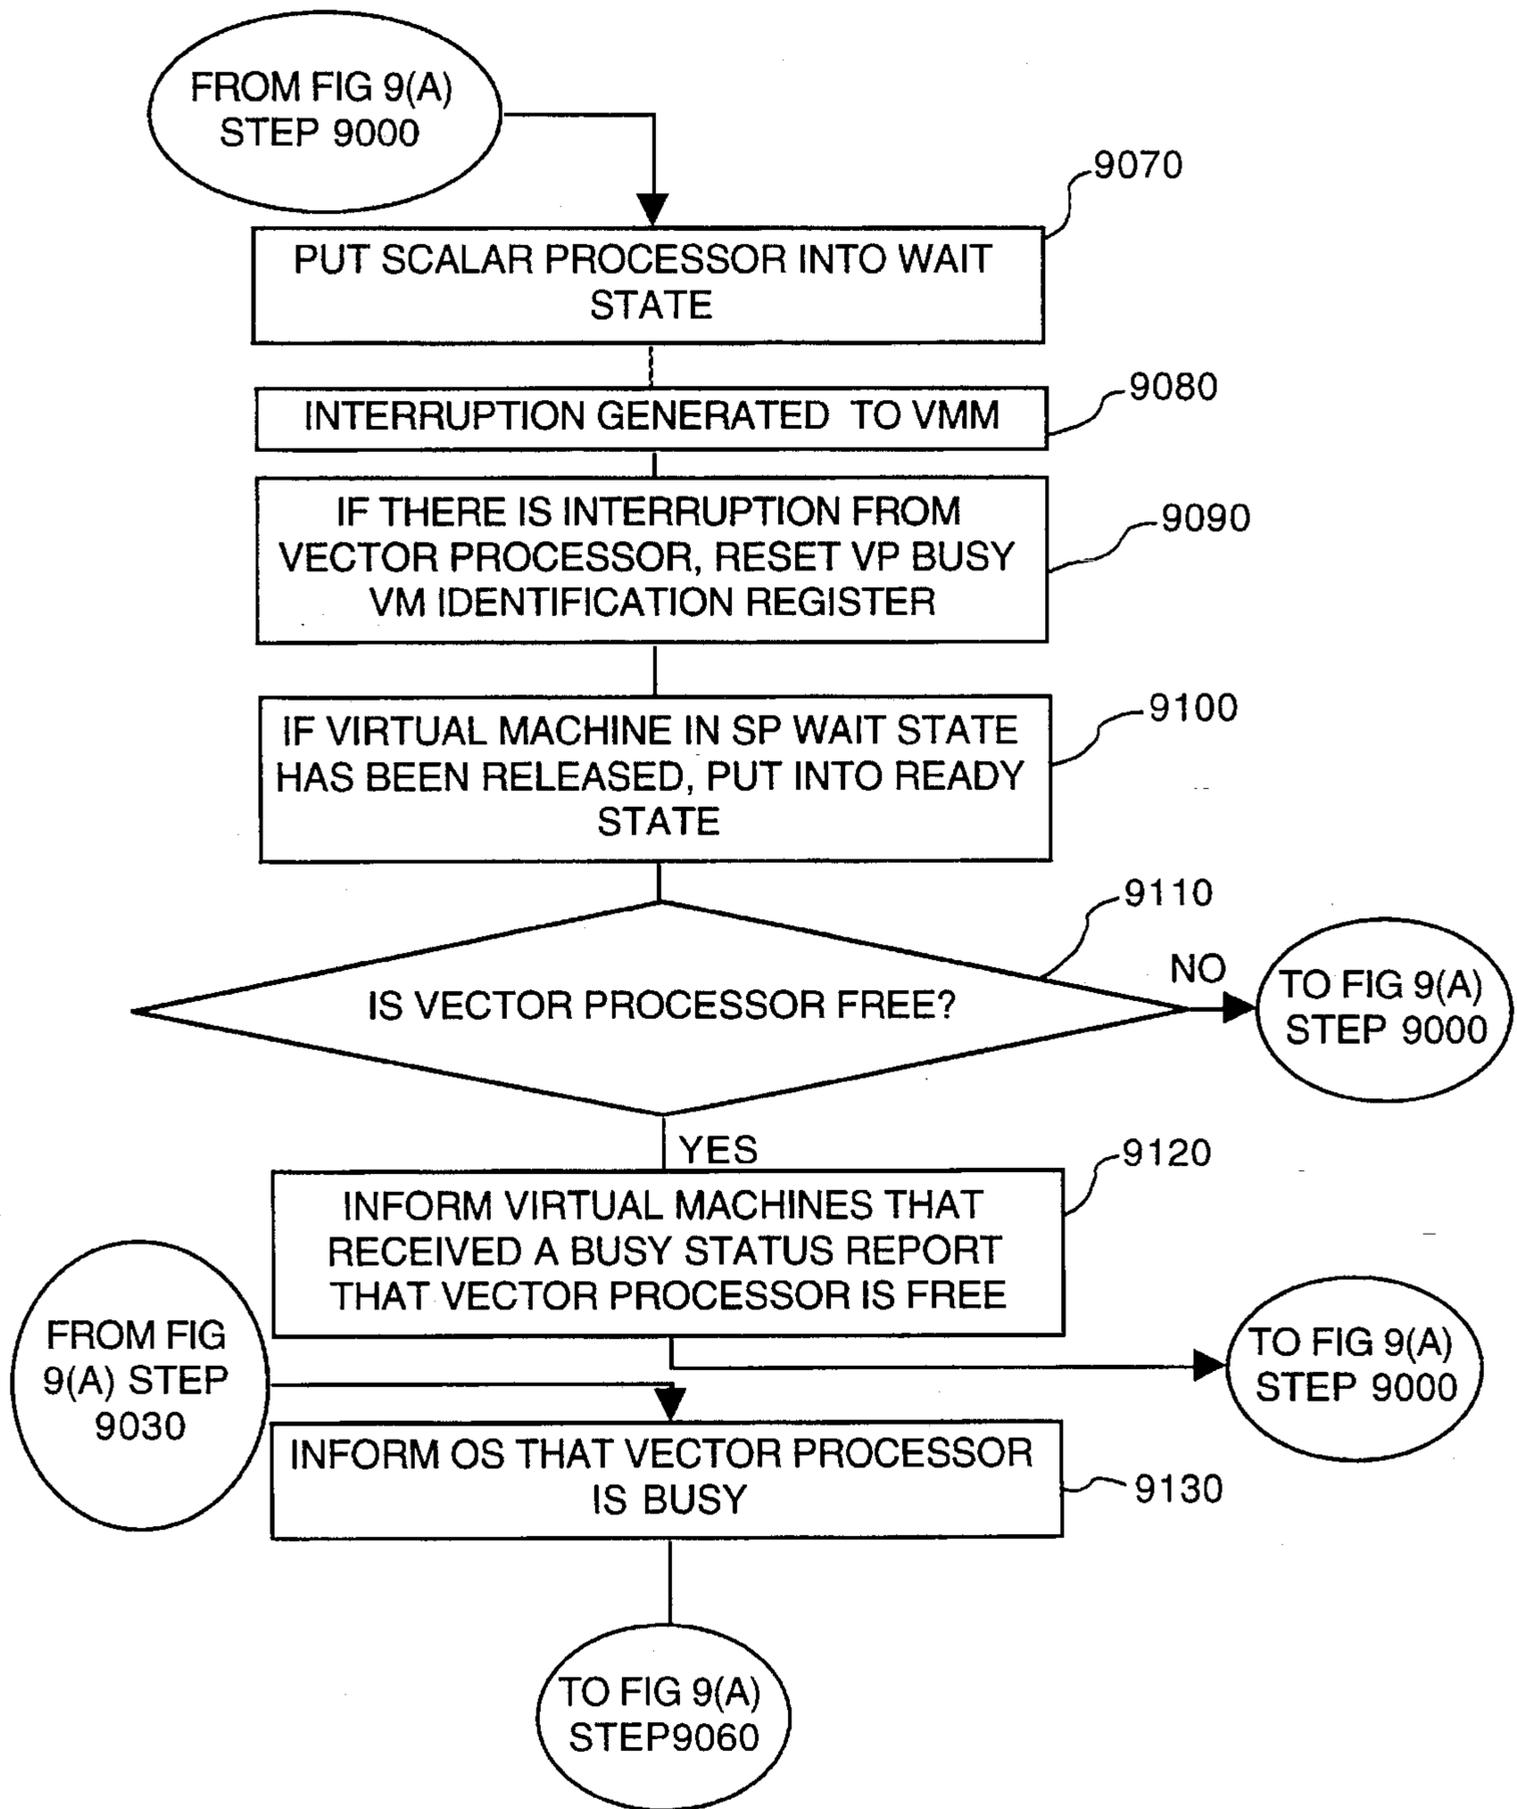 FROM FIG 9(A)
STEP 9000
9070
PUT SCALAR PROCESSOR INTO WAIT
STATE
9080
INTERRUPTION GENERATED TO VMM
9090
IF THERE IS INTERRUPTION FROM
VECTOR PROCESSOR, RESET VP BUSY
VM IDENTIFICATION REGISTER
9100
IF VIRTUAL MACHINE IN SP WAIT STATE
HAS BEEN RELEASED, PUT INTO READY
STATE
9110
IS VECTOR PROCESSOR FREE?
NO
TO FIG 9(A)
STEP 9000
YES
9120
INFORM VIRTUAL MACHINES THAT
RECEIVED A BUSY STATUS REPORT
THAT VECTOR PROCESSOR IS FREE
TO FIG 9(A)
STEP 9000
FROM FIG
9(A) STEP
9030
INFORM OS THAT VECTOR PROCESSOR
IS BUSY
9130
TO FIG 9(A)
STEP9060